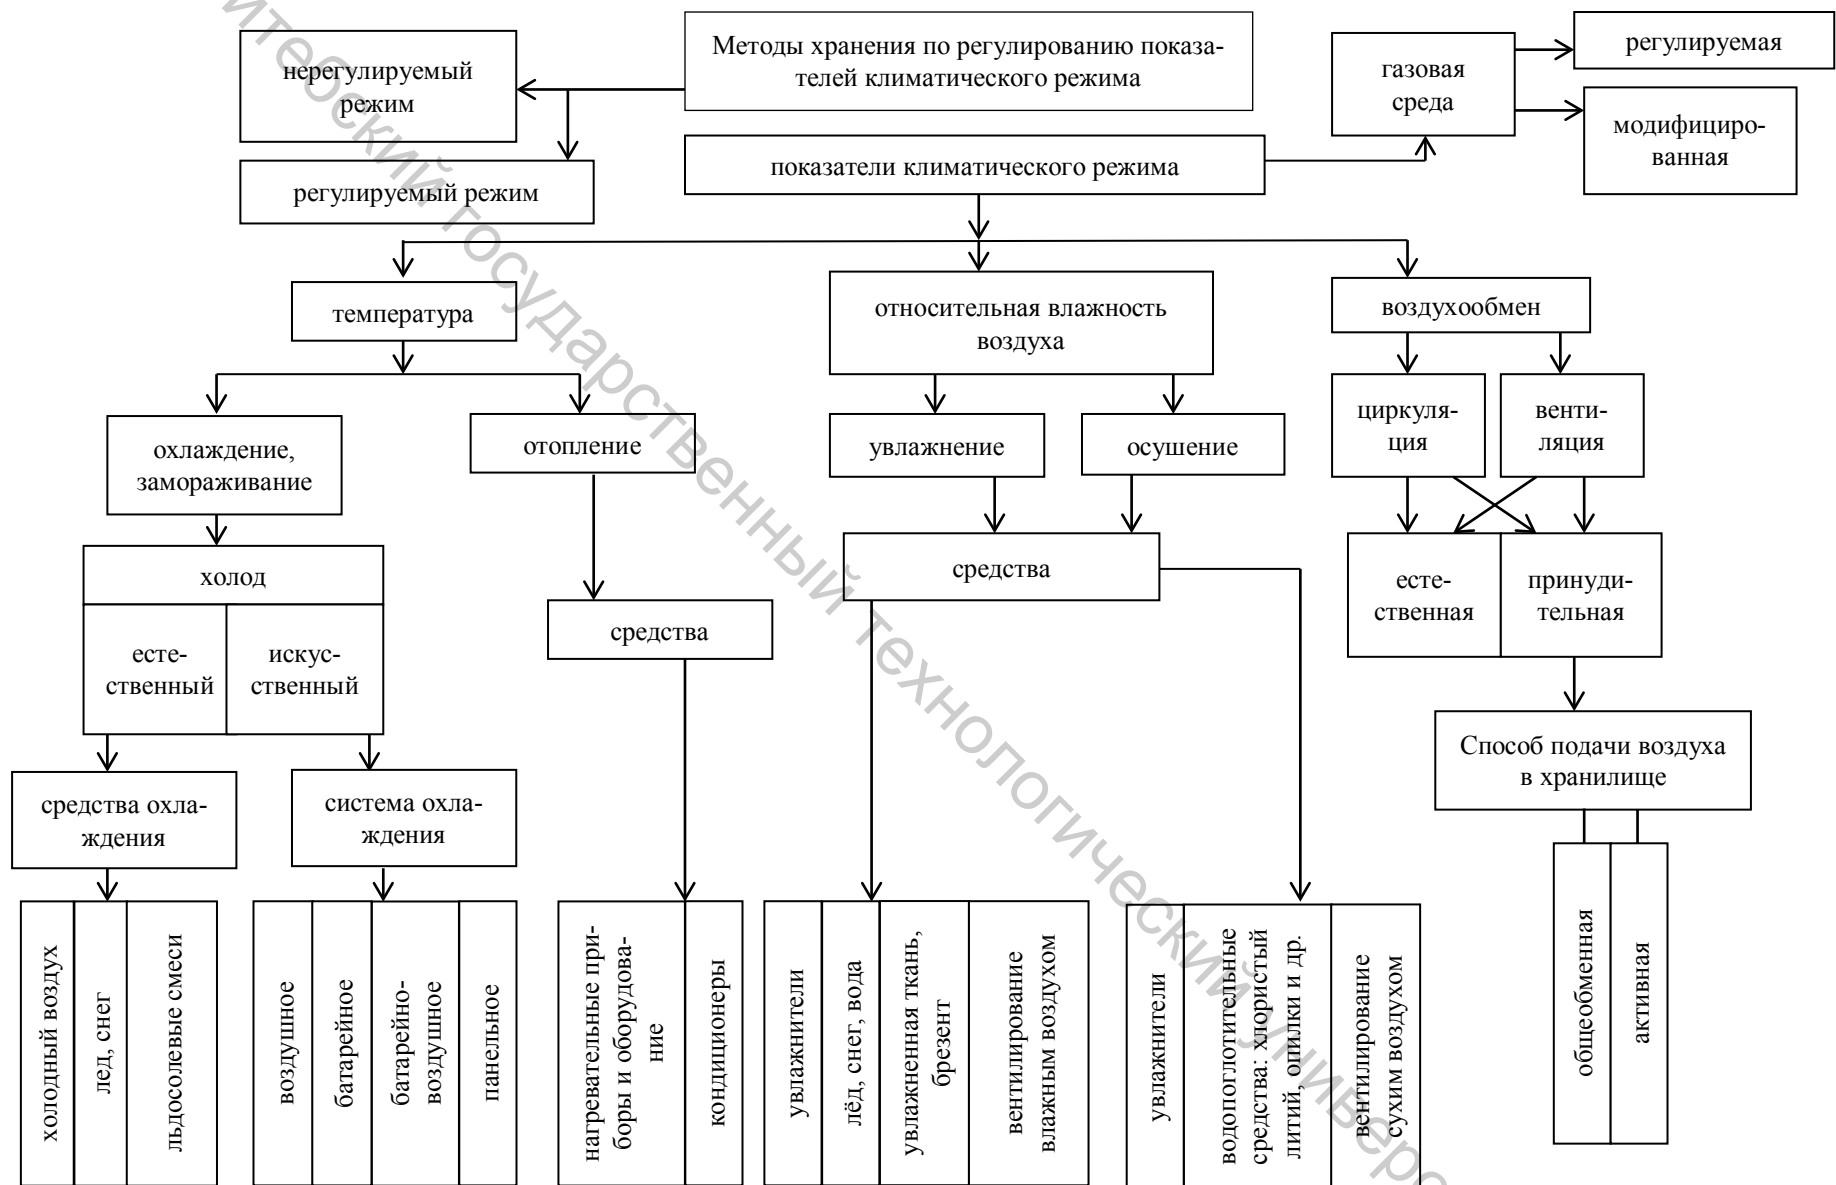 Методы хранения по регулированию показа-
телей климатического режима
нерегулируемый
режим
регулируемый режим
показатели климатического режима
газовая
среда
регулируемая
модифициро-
ванная
температура
относительная влажность
воздуха
воздухообмен
охлаждение,
замораживание
отопление
увлажнение
осушение
циркуля-
ция
венти-
ляция
холод
есте-
ственный
искус-
ственный
средства
средства
есте-
ственная
принуди-
тельная
средства охла-
ждения
система охла-
ждения
Способ подачи воздуха
в хранилище
холодный воздух
лед, снег
льдосолевые смеси
воздушное
батарейное
батарейно-
воздушное
панельное
нагревательные при-
боры и оборудова-
ние
кондиционеры
увлажнители
лёд, снег, вода
увлажненная ткань,
брезент
вентилирование
влажным воздухом
увлажнители
водопоглотительные
средства: хлористый
литий, опилки и др.
вентилирование
сухим воздухом
общеобменная
активная
итебский государственный технологический универс